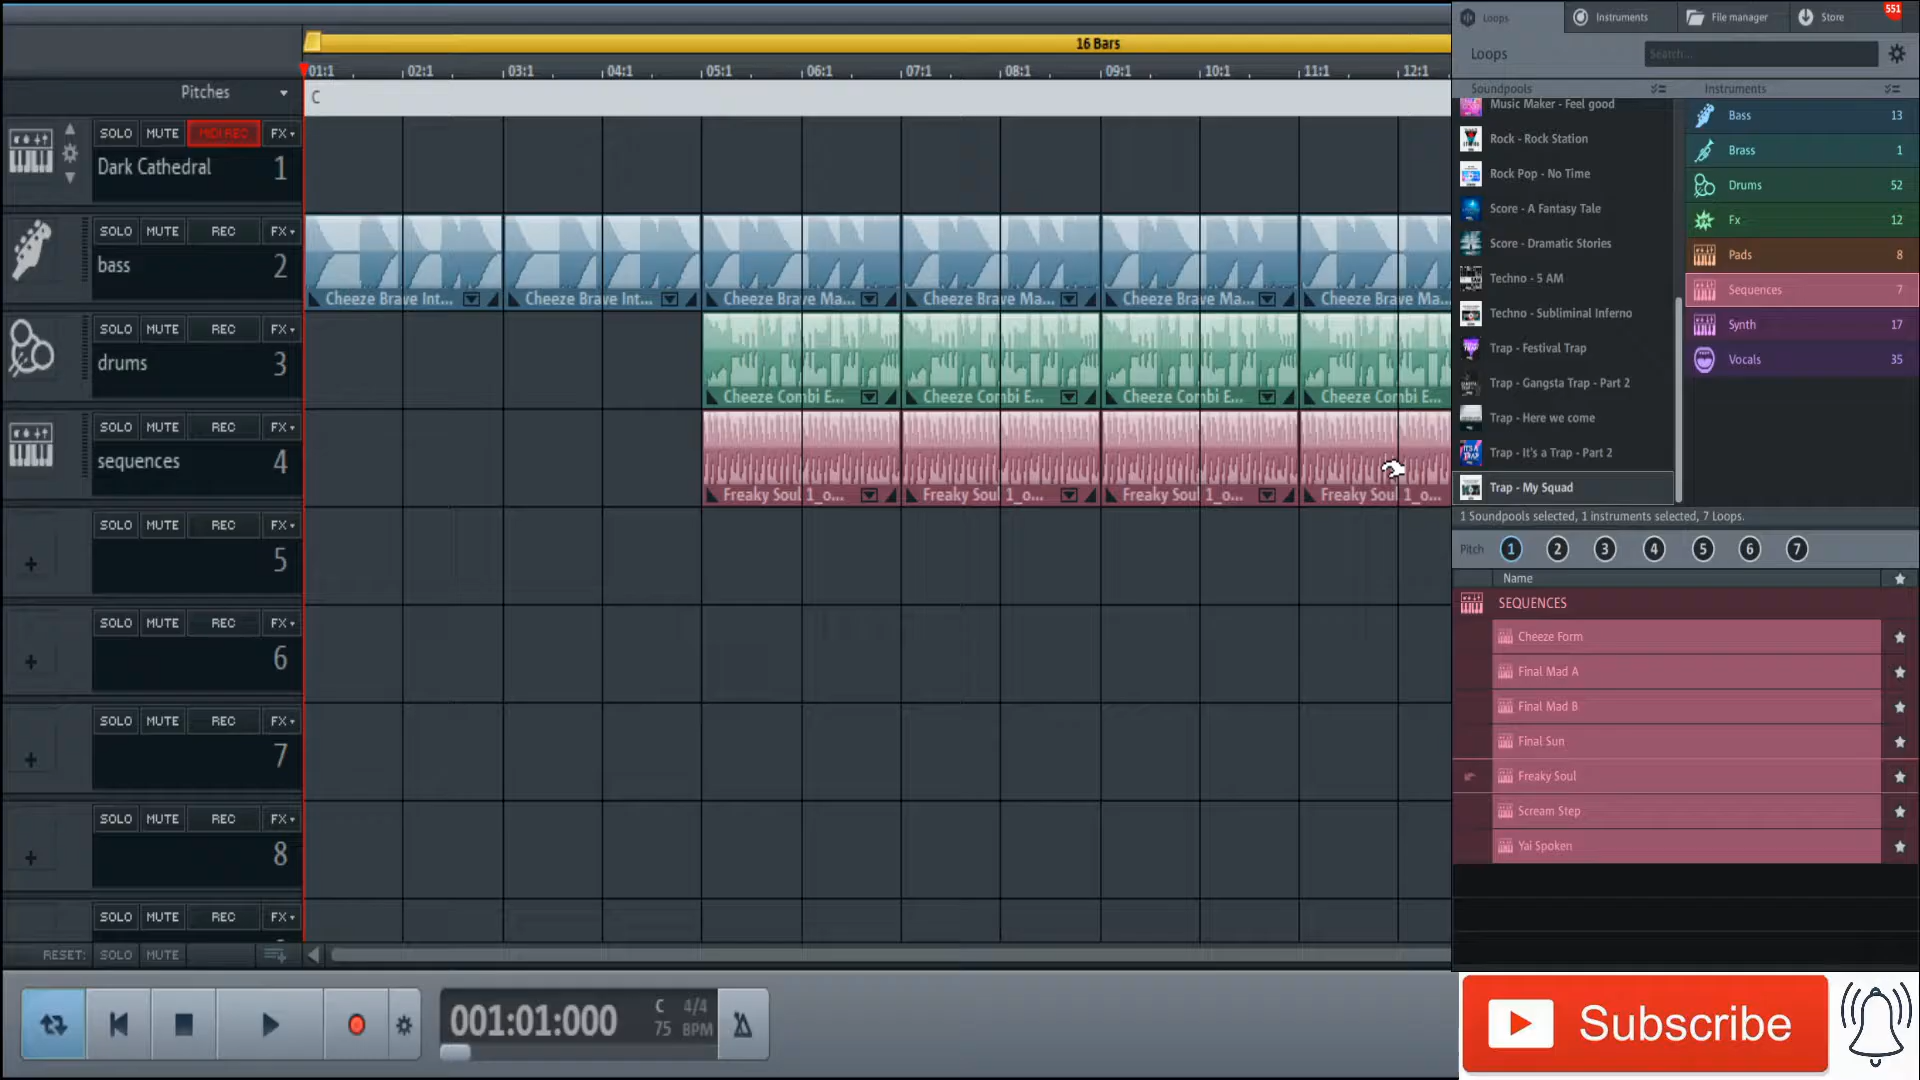 Loops
Instruments
File manager
Store
551
Loops
Search...
16 Bars
01:1 02:1 03:1 04:1 05:1 06:1 07:1 08:1 09:1 10:1 11:1 12:1
Pitches
C
SOLO MUTE MIDI REC FX
Dark Cathedral 1
SOLO MUTE REC FX
bass 2
Cheeze Brave Int... Cheeze Brave Int... Cheeze Brave Ma... Cheeze Brave Ma... Cheeze Brave Ma... Cheeze Brave Ma...
SOLO MUTE REC FX
drums 3
Cheeze Combi E... Cheeze Combi E... Cheeze Combi E... Cheeze Combi E...
SOLO MUTE REC FX
sequences 4
Freaky Soul 1_o... Freaky Soul 1_o... Freaky Soul 1_o... Freaky Soul 1_o...
SOLO MUTE REC FX
5
SOLO MUTE REC FX
6
SOLO MUTE REC FX
7
SOLO MUTE REC FX
8
SOLO MUTE REC FX
RESET: SOLO MUTE
001:01:000
C 4/4
75 BPM
Soundpools
Music Maker - Feel good
Rock - Rock Station
Rock Pop - No Time
Score - A Fantasy Tale
Score - Dramatic Stories
Techno - 5 AM
Techno - Subliminal Inferno
Trap - Festival Trap
Trap - Gangsta Trap - Part 2
Trap - Here we come
Trap - It's a Trap - Part 2
Trap - My Squad
Instruments
Bass 13
Brass 1
Drums 52
Fx 12
Pads 8
Sequences 7
Synth 17
Vocals 35
1 Soundpools selected, 1 instruments selected, 7 Loops.
Pitch 1 2 3 4 5 6 7
Name
SEQUENCES
Cheeze Form
Final Mad A
Final Mad B
Final Sun
Freaky Soul
Scream Step
Yai Spoken
Subscribe